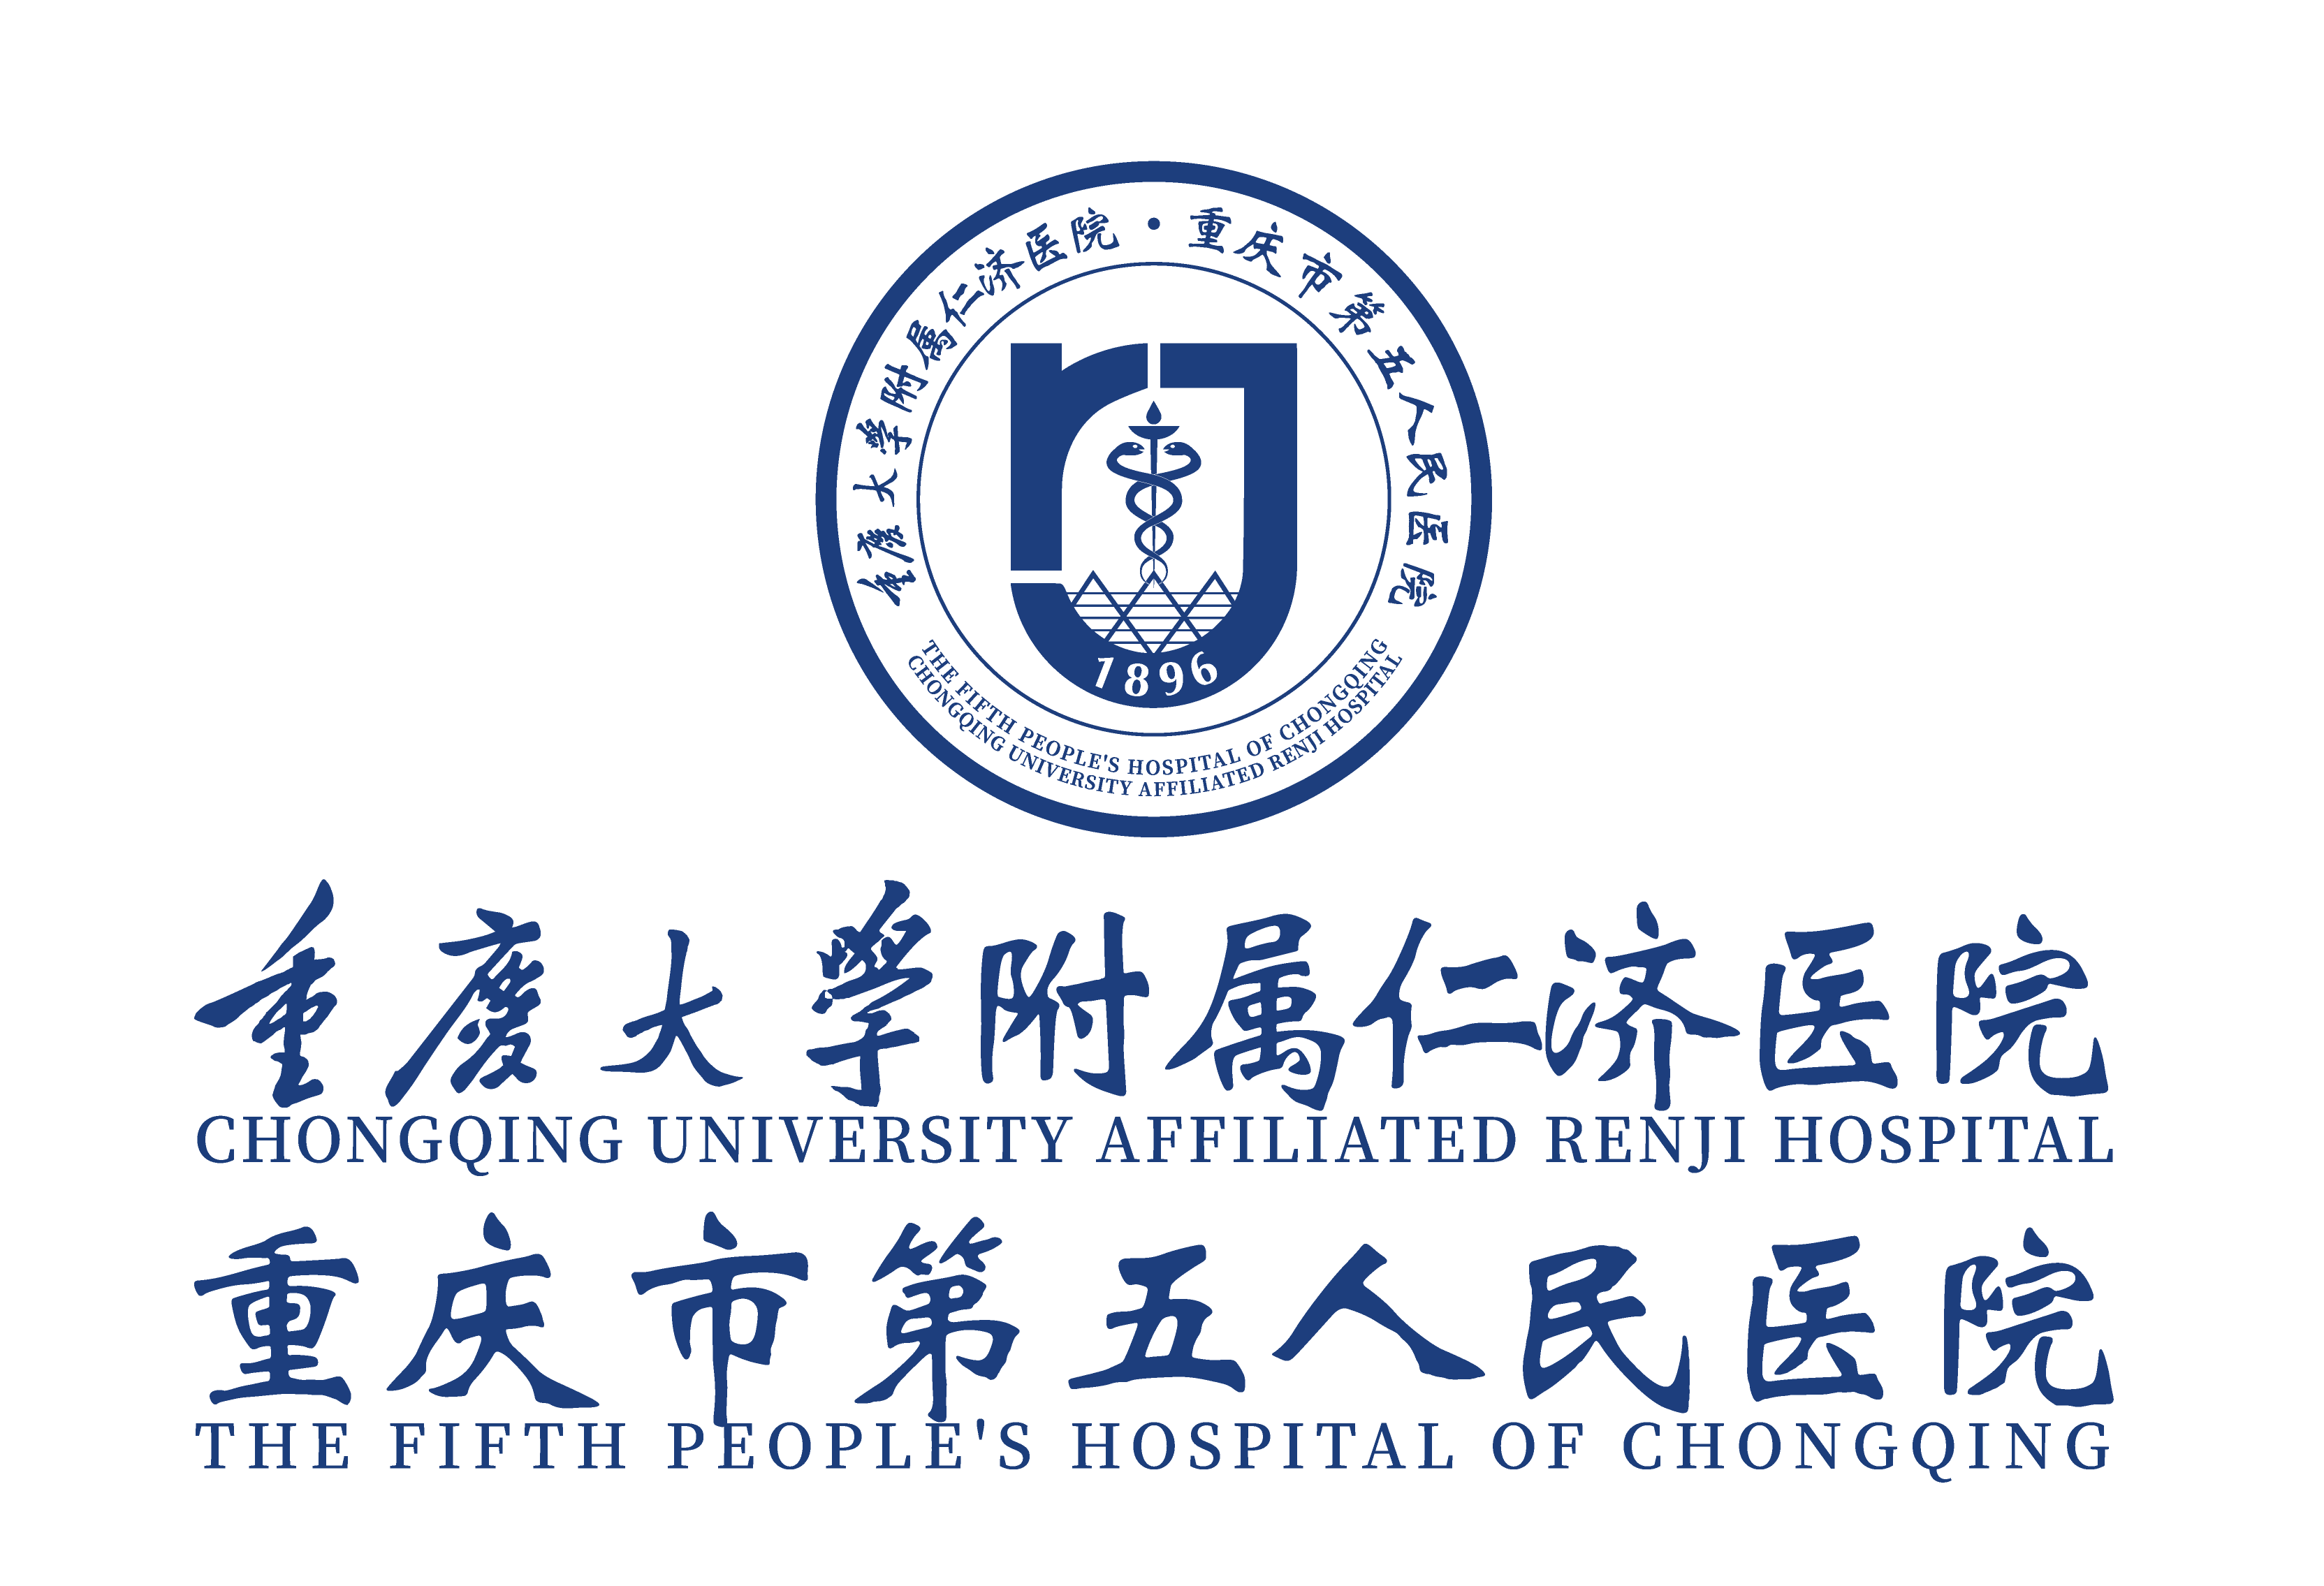 重慶大學附属仁济医院·重庆市第五人民医院
1896
THE FIFTH PEOPLE'S HOSPITAL OF CHONGQING
CHONGQING UNIVERSITY AFFILIATED RENJI HOSPITAL
重慶大學附属仁济医院
CHONGQING UNIVERSITY AFFILIATED RENJI HOSPITAL
重庆市第五人民医院
THE FIFTH PEOPLE'S HOSPITAL OF CHONGQING